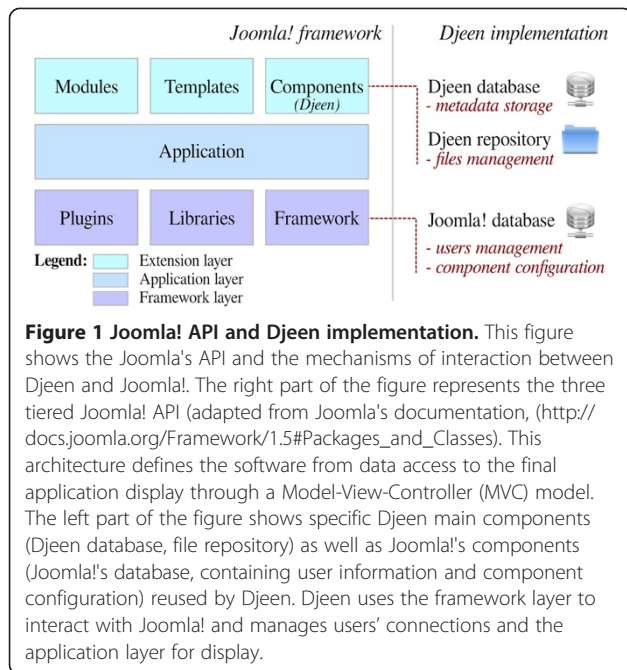 Joomla! framework
Djeen implementation
Modules
Templates
Components
(Djeen)
Djeen database
- metadata storage
Application
Djeen repository
- files management
Plugins
Libraries
Framework
Joomla! database
- users management
- component configuration
Legend:
Extension layer
Application layer
Framework layer
Figure 1 Joomla! API and Djeen implementation. This figure
shows the Joomla's API and the mechanisms of interaction between
Djeen and Joomla!. The right part of the figure represents the three
tiered Joomla! API (adapted from Joomla's documentation, (http://
docs.joomla.org/Framework/1.5#Packages_and_Classes). This
architecture defines the software from data access to the final
application display through a Model-View-Controller (MVC) model.
The left part of the figure shows specific Djeen main components
(Djeen database, file repository) as well as Joomla!'s components
(Joomla!'s database, containing user information and component
configuration) reused by Djeen. Djeen uses the framework layer to
interact with Joomla! and manages users' connections and the
application layer for display.